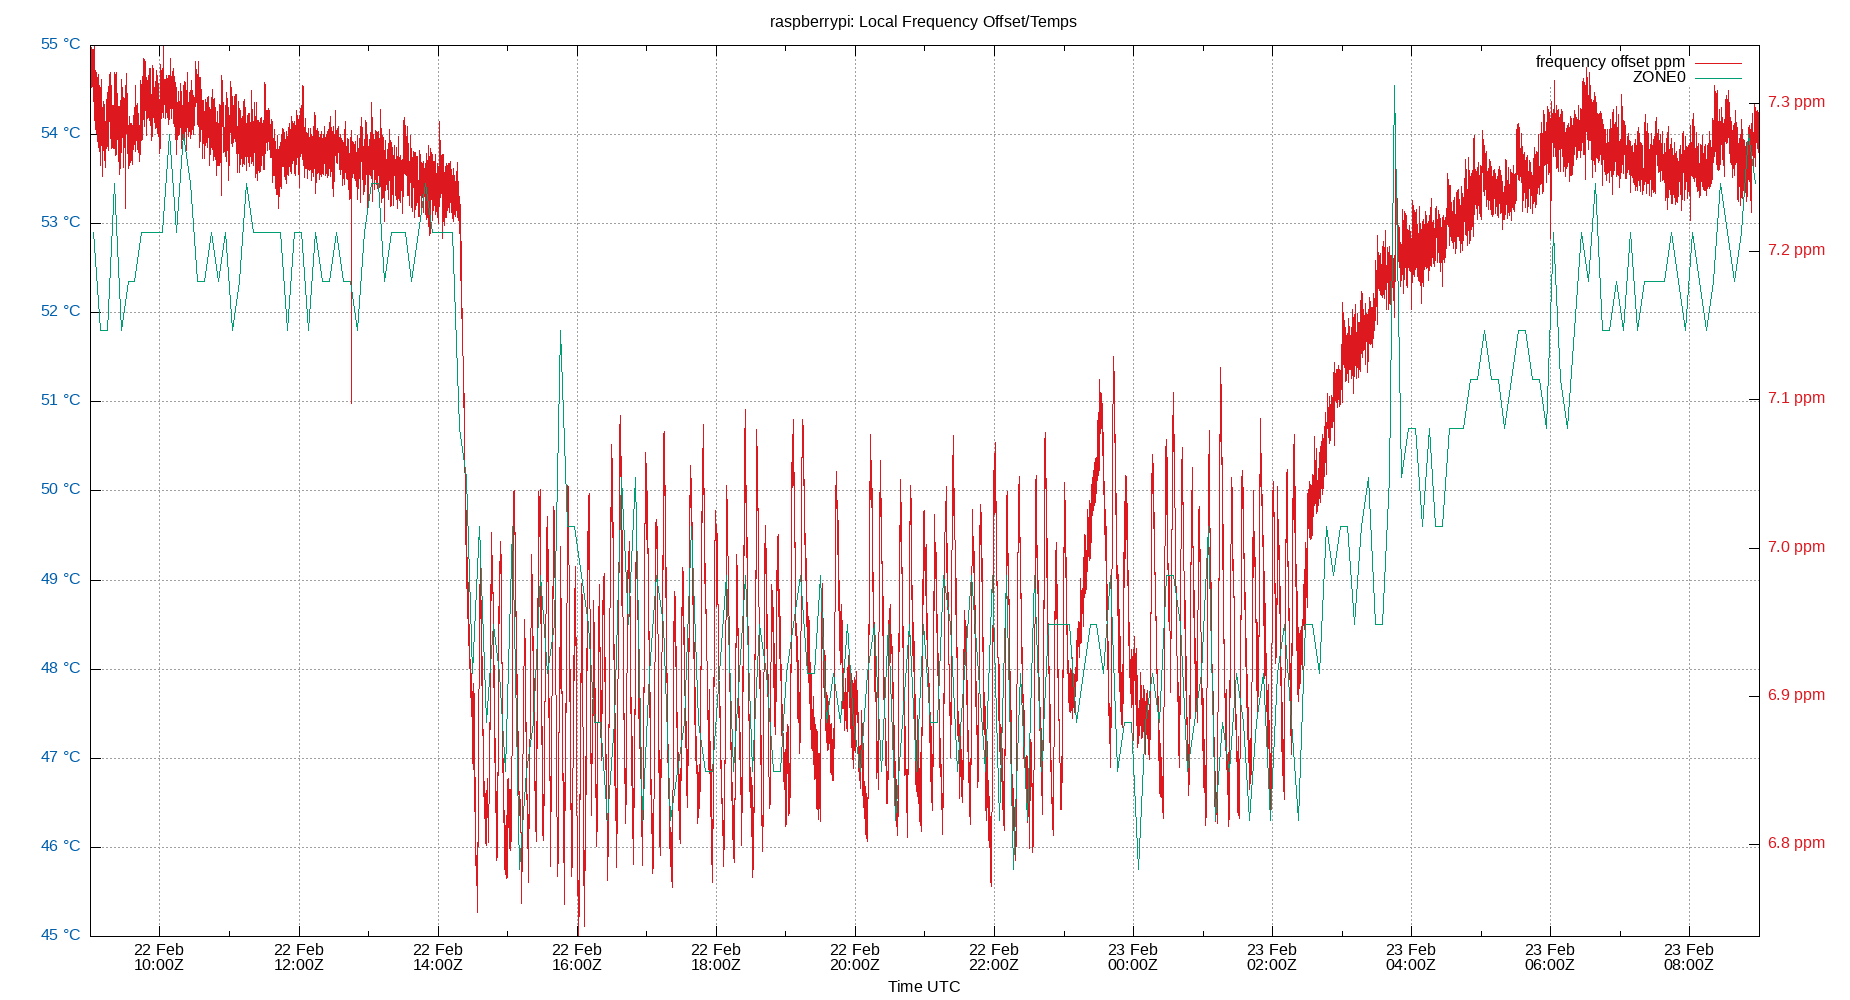 raspberrypi: Local Frequency Offset/Temps
frequency offset ppm
ZONE0
55 °C
54 °C
53 °C
52 °C
51 °C
50 °C
49 °C
48 °C
47 °C
46 °C
45 °C
7.3 ppm
7.2 ppm
7.1 ppm
7.0 ppm
6.9 ppm
6.8 ppm
22 Feb
10:00Z
22 Feb
12:00Z
22 Feb
14:00Z
22 Feb
16:00Z
22 Feb
18:00Z
22 Feb
20:00Z
22 Feb
22:00Z
23 Feb
00:00Z
23 Feb
02:00Z
23 Feb
04:00Z
23 Feb
06:00Z
23 Feb
08:00Z
Time UTC